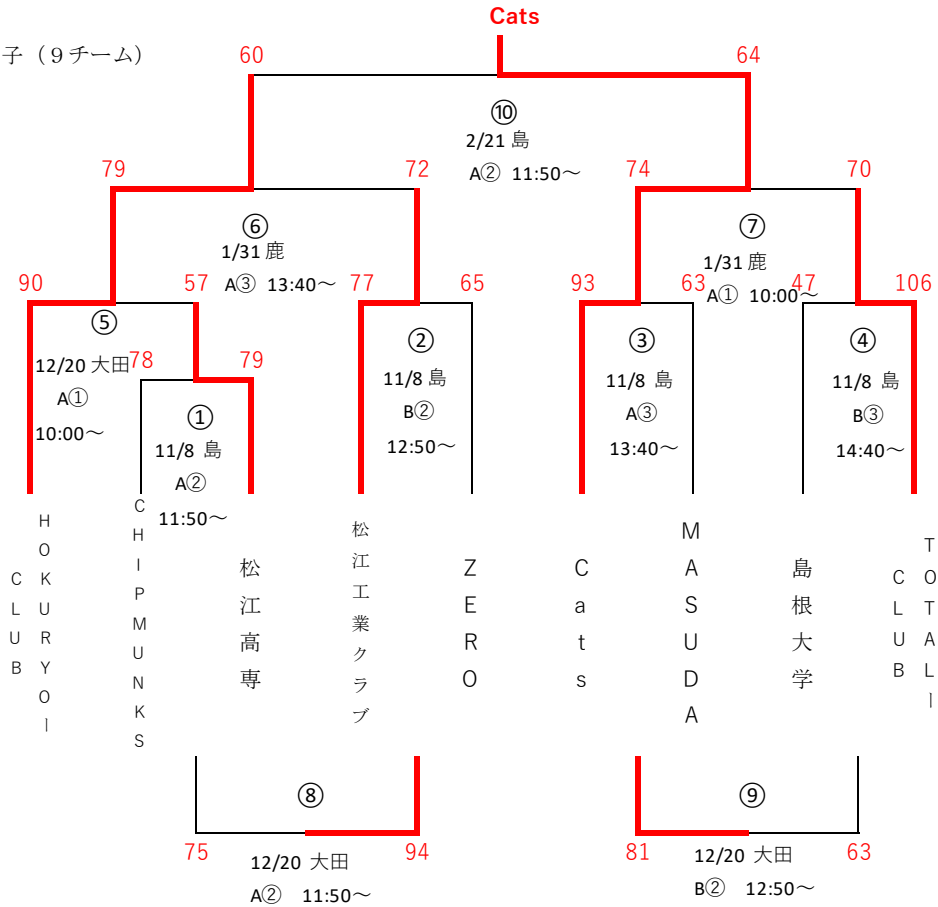 Cats
子（９チーム）
60
64
⑩
2/21 島
A② 11:50～
79
72
74
70
⑥
1/31 鹿
A③ 13:40～
⑦
1/31 鹿
A① 10:00～
90
57
77
65
93
63
47
106
⑤
12/20 大田
A①
10:00～
78
79
①
11/8 島
A②
11:50～
②
11/8 島
B②
12:50～
③
11/8 島
A③
13:40～
④
11/8 島
B③
14:40～
HOKURYOI
CLUB
CHIPMUNKS
松江高専
松江工業クラブ
ZERO
Cats
MASUDA
島根大学
TOTALI
CLUB
⑧
75
94
12/20 大田
A② 11:50～
⑨
81
63
12/20 大田
B② 12:50～